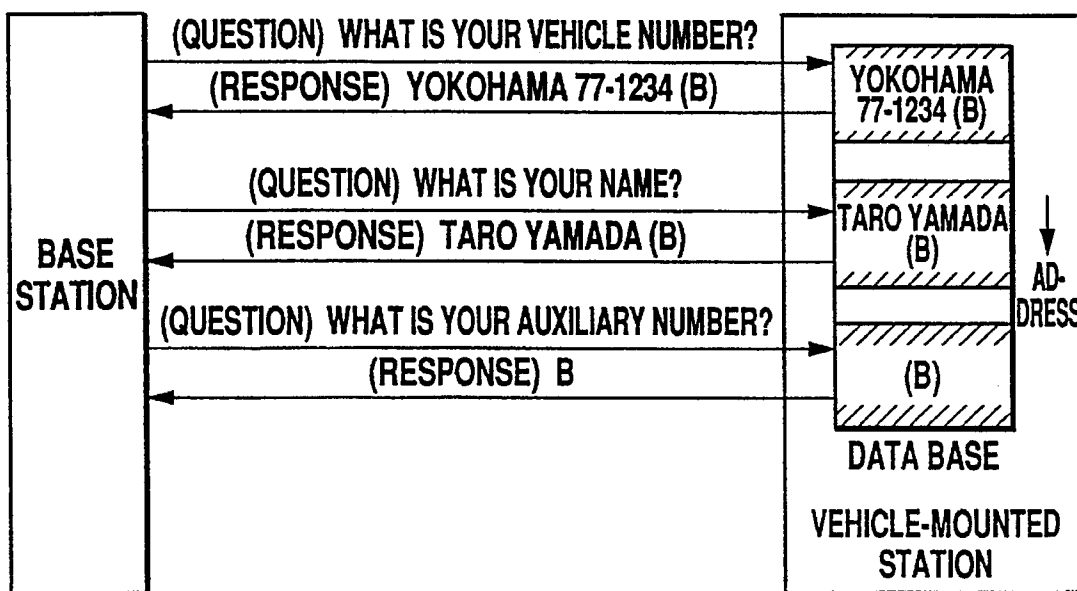 (QUESTION) WHAT IS YOUR VEHICLE NUMBER?
(RESPONSE) YOKOHAMA 77-1234 (B)
YOKOHAMA
77-1234 (B)
(QUESTION) WHAT IS YOUR NAME?
(RESPONSE) TARO YAMADA (B)
TARO YAMADA
(B)
BASE
STATION
AD-
DRESS
(QUESTION) WHAT IS YOUR AUXILIARY NUMBER?
(RESPONSE) B
(B)
DATA BASE
VEHICLE-MOUNTED
STATION